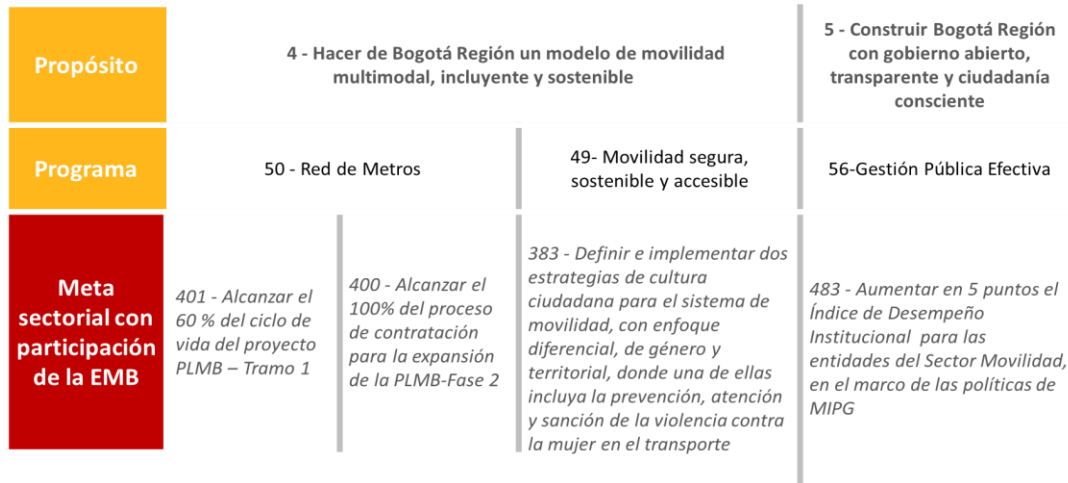 Propósito
4 - Hacer de Bogotá Región un modelo de movilidad
multimodal, incluyente y sostenible
5 - Construir Bogotá Región
con gobierno abierto,
transparente y ciudadanía
consciente
Programa
50 - Red de Metros
49- Movilidad segura,
sostenible y accesible
56-Gestión Pública Efectiva
Meta
sectorial con
participación
de la EMB
401 - Alcanzar el
60 % del ciclo de
vida del proyecto
PLMB – Tramo 1
400 - Alcanzar el
100% del proceso
de contratación
para la expansión
de la PLMB-Fase 2
383 - Definir e implementar dos
estrategias de cultura
ciudadana para el sistema de
movilidad, con enfoque
diferencial, de género y
territorial, donde una de ellas
incluya la prevención, atención
y sanción de la violencia contra
la mujer en el transporte
483 - Aumentar en 5 puntos el
Índice de Desempeño
Institucional para las
entidades del Sector Movilidad,
en el marco de las políticas de
MIPG